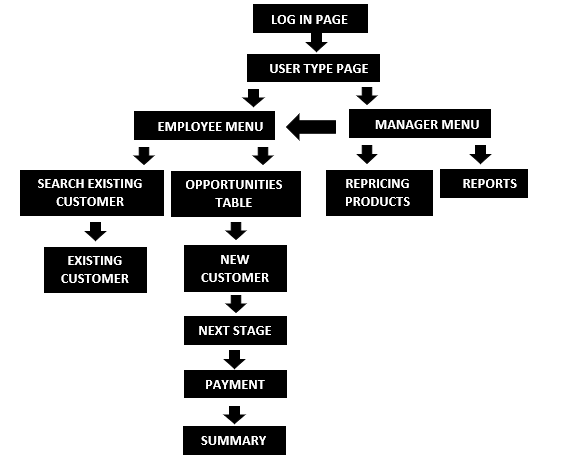 LOG IN PAGE
USER TYPE PAGE
EMPLOYEE MENU
MANAGER MENU
SEARCH EXISTING
CUSTOMER
OPPORTUNITIES
TABLE
REPRICING
PRODUCTS
REPORTS
EXISTING
CUSTOMER
NEW
CUSTOMER
NEXT STAGE
PAYMENT
SUMMARY